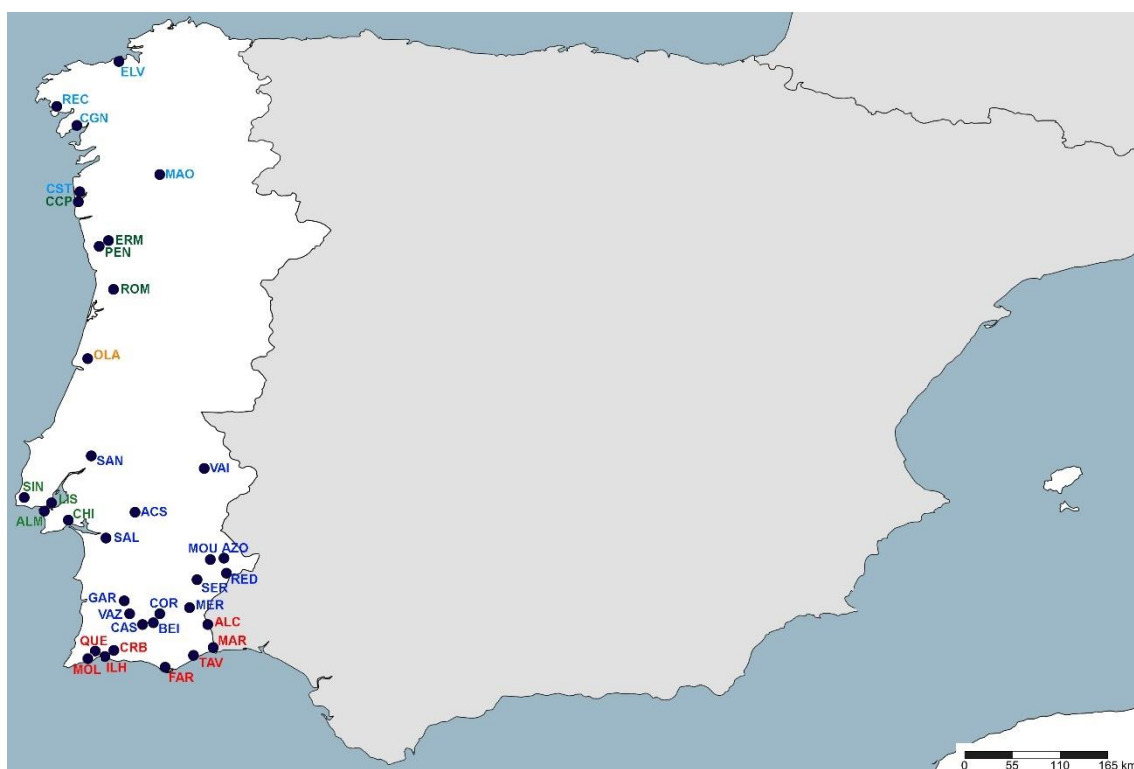 ELV
REC
CGN
MAO
CST
CCP
ERM
PEN
ROM
OLA
SAN
VAI
SIN
LIS
ALM
CHI
ACS
SAL
MOU AZO
RED
SER
GAR
COR
MER
VAZ
CAS
BEI
ALC
QUE
CRB
MAR
MOL
ILH
TAV
FAR
0 55 110 165 km